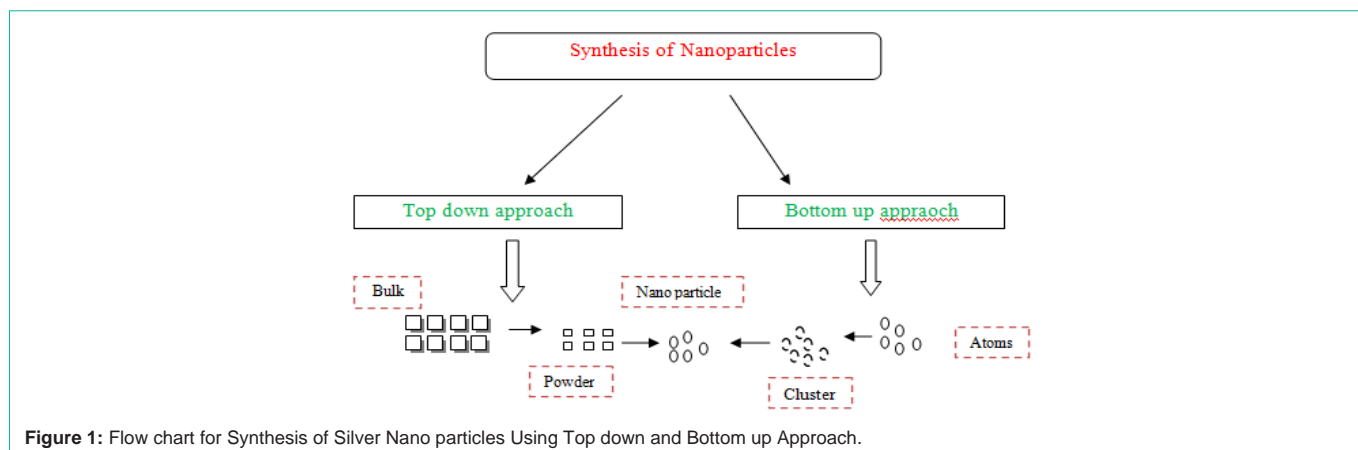 Synthesis of Nanoparticles
Top down approach
Bottom up appraoch
Bulk
Nano particle
Atoms
Powder
Cluster
Figure 1: Flow chart for Synthesis of Silver Nano particles Using Top down and Bottom up Approach.